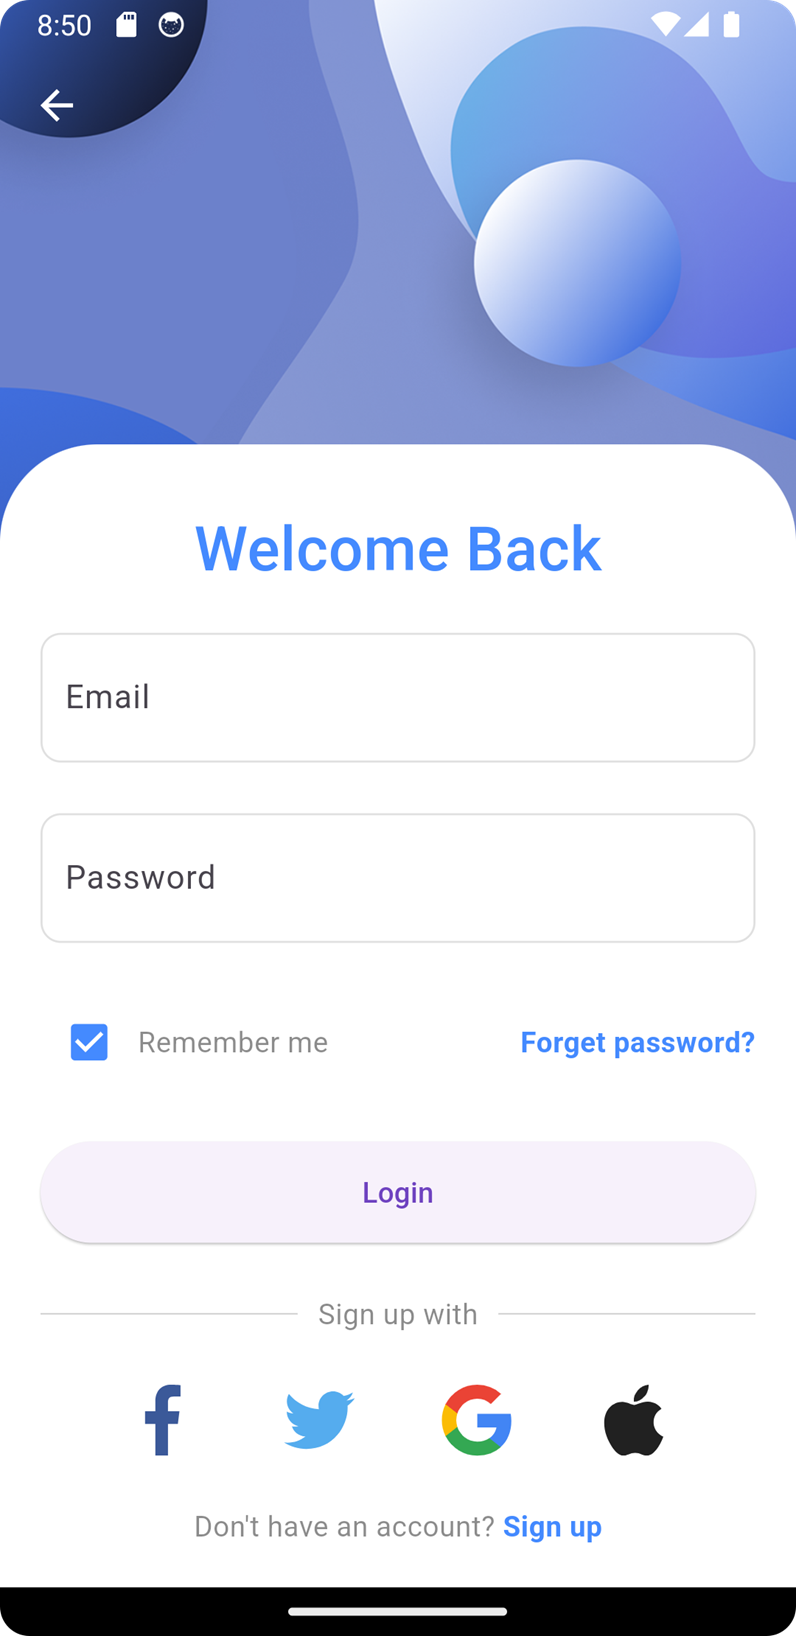 8:50
Welcome Back
Email
Password
Remember me Forget password?
Login
Sign up with
Don't have an account? Sign up